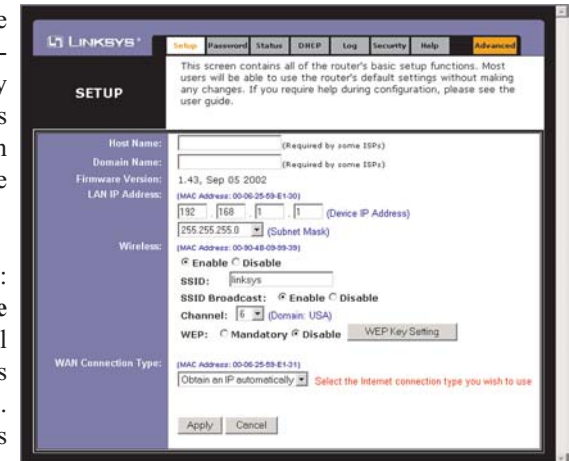 LINKSYS®
Setup Password Status DHCP Log Security Help Advanced
SETUP
This screen contains all of the router's basic setup functions. Most
users will be able to use the router's default settings without making
any changes. If you require help during configuration, please see the
user guide.
Host Name: (Required by some ISPs)
Domain Name: (Required by some ISPs)
Firmware Version: 1.43, Sep 05 2002
LAN IP Address: (MAC Address: 00-06-25-59-E1-30)
192 . 168 . 1 . 1 (Device IP Address)
255.255.255.0 (Subnet Mask)
Wireless: (MAC Address: 00-90-4B-09-99-39)
Enable Disable
SSID: linksys
SSID Broadcast: Enable Disable
Channel: 6 (Domain: USA)
WEP: Mandatory Disable WEP Key Setting
WAN Connection Type: (MAC Address: 00-06-25-59-E1-31)
Obtain an IP automatically Select the Internet connection type you wish to use
Apply Cancel